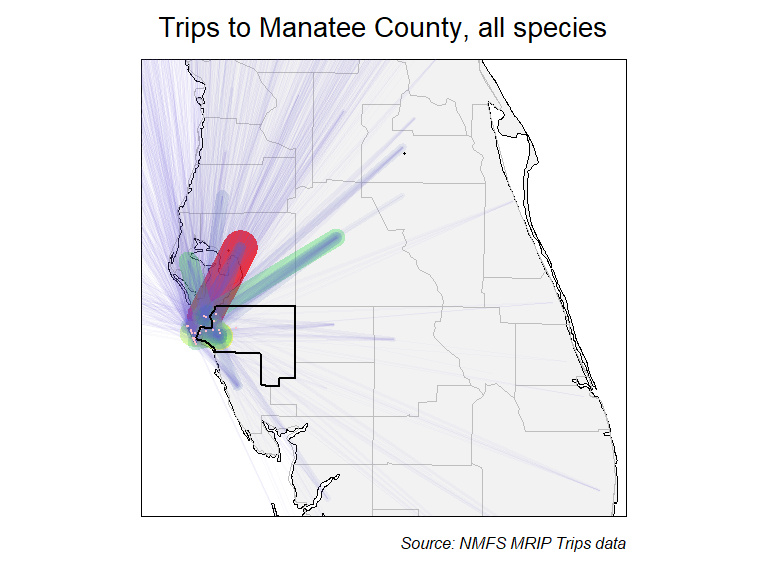 Trips to Manatee County, all species
Source: NMFS MRIP Trips data